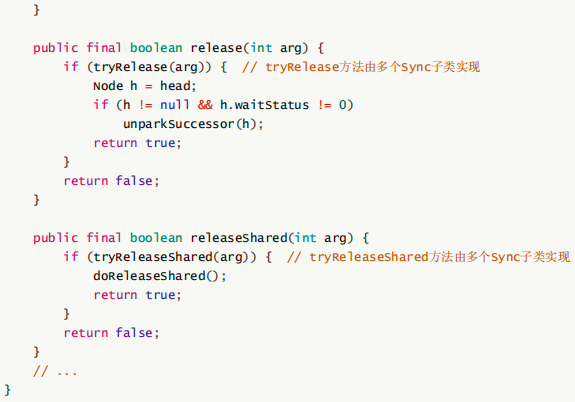 }

    public final boolean release(int arg) {
        if (tryRelease(arg)) {  // tryRelease方法由多个Sync子类实现
            Node h = head;
            if (h != null && h.waitStatus != 0)
                unparkSuccessor(h);
            return true;
        }
        return false;
    }

    public final boolean releaseShared(int arg) {
        if (tryReleaseShared(arg)) {  // tryReleaseShared方法由多个Sync子类实现
            doReleaseShared();
            return true;
        }
        return false;
    }
    // ...
}